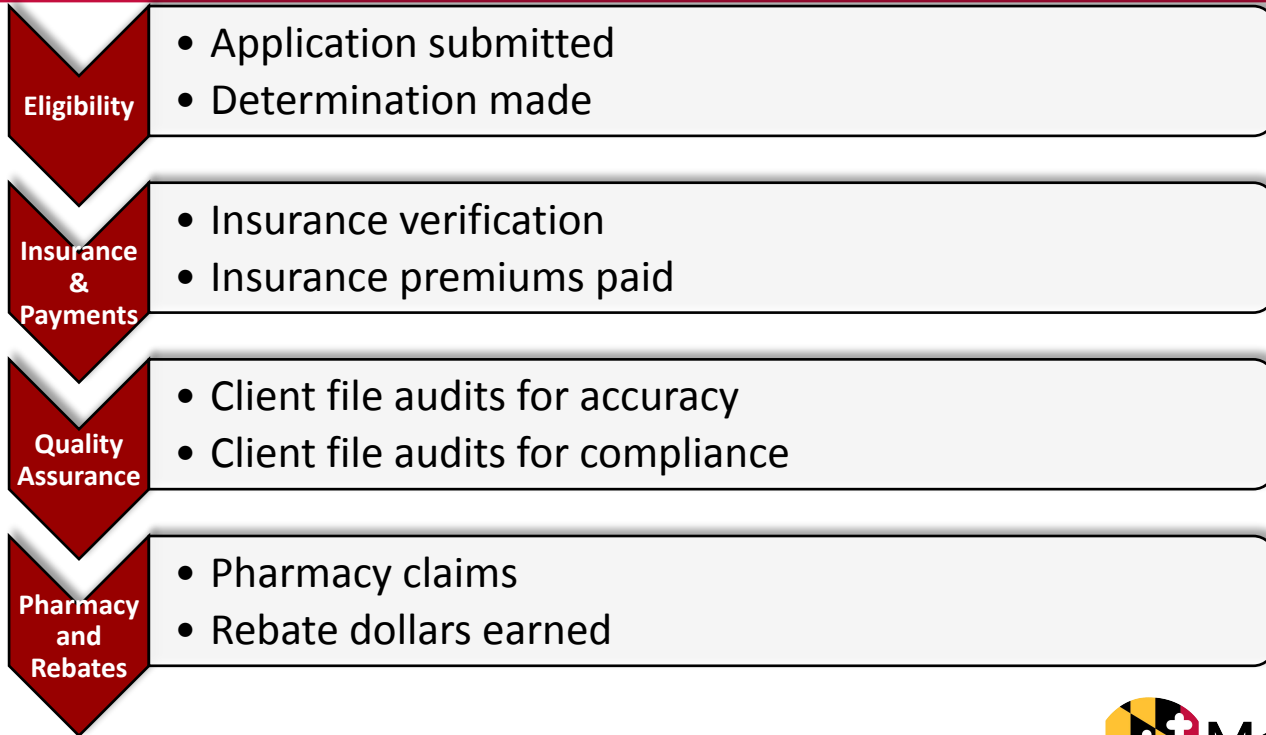 Eligibility
• Application submitted
• Determination made
Insurance
&
Payments
• Insurance verification
• Insurance premiums paid
Quality
Assurance
• Client file audits for accuracy
• Client file audits for compliance
Pharmacy
and
Rebates
• Pharmacy claims
• Rebate dollars earned